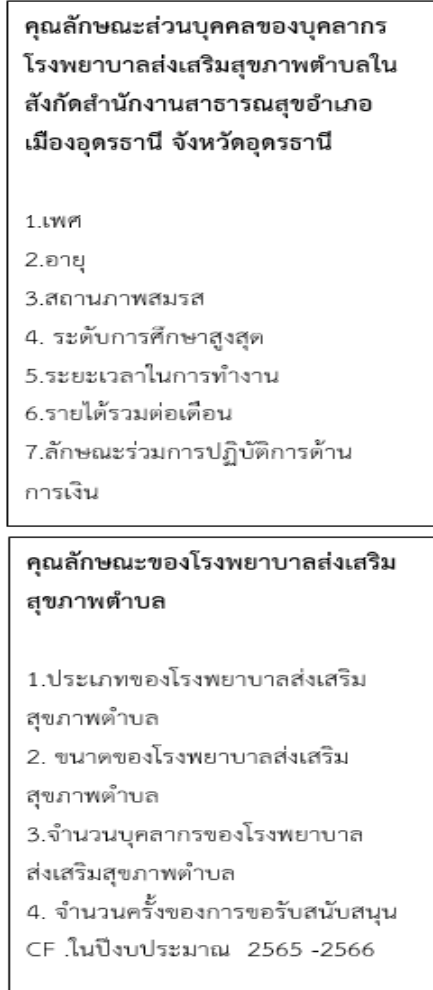 คุณลักษณะส่วนบุคคลของบุคลากร
โรงพยาบาลส่งเสริมสุขภาพตำบลใน
สังกัดสำนักงานสาธารณสุขอำเภอ
เมืองอุดรธานี จังหวัดอุดรธานี
1.เพศ
2.อายุ
3.สถานภาพสมรส
4. ระดับการศึกษาสูงสุด
5.ระยะเวลาในการทำงาน
6.รายได้รวมต่อเดือน
7.ลักษณะร่วมการปฏิบัติการด้าน
การเงิน
คุณลักษณะของโรงพยาบาลส่งเสริม
สุขภาพตำบล
1.ประเภทของโรงพยาบาลส่งเสริม
สุขภาพตำบล
2. ขนาดของโรงพยาบาลส่งเสริม
สุขภาพตำบล
3.จำนวนบุคลากรของโรงพยาบาล
ส่งเสริมสุขภาพตำบล
4. จำนวนครั้งของการขอรับสนับสนุน
CF .ในปีงบประมาณ 2565 -2566